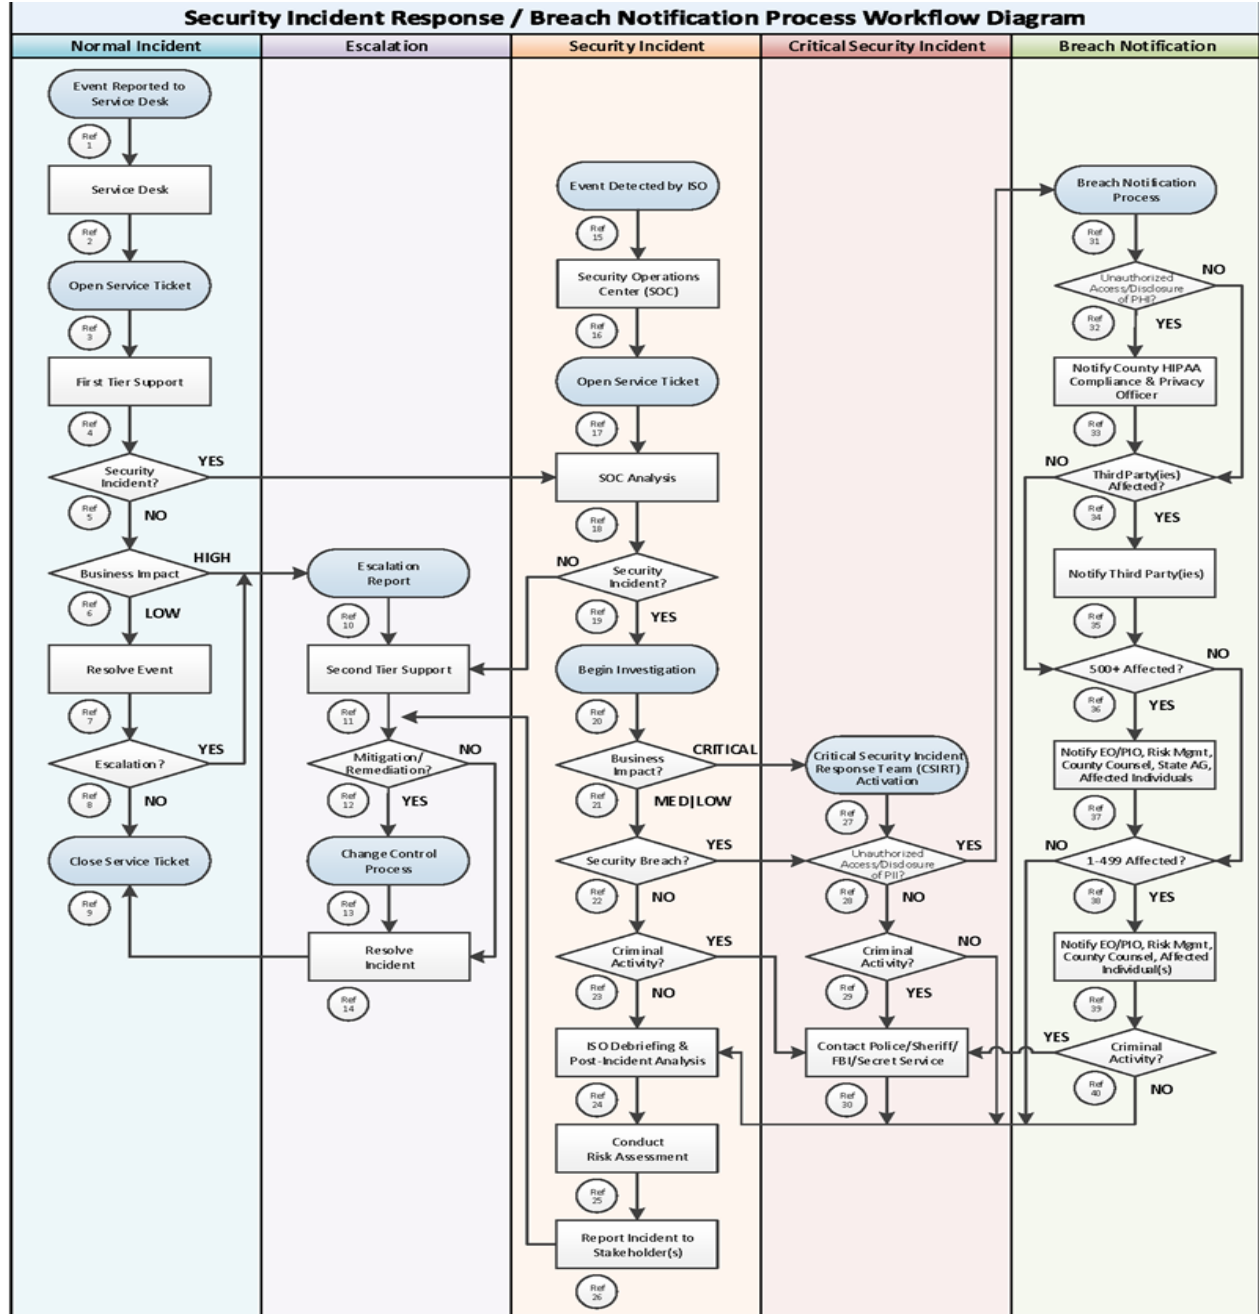 Security Incident Response / Breach Notification Process Workflow Diagram
Normal Incident
Escalation
Security Incident
Critical Security Incident
Breach Notification
Event Reported to
Service Desk
Ref
1
Service Desk
Ref
2
Open Service Ticket
Ref
3
First Tier Support
Ref
4
Security
Incident?
YES
Ref
5
NO
Business Impact
HIGH
Ref
6
LOW
Resolve Event
Ref
7
Escalation?
YES
Ref
8
NO
Close Service Ticket
Ref
9
Escalation
Report
Ref
10
Second Tier Support
Ref
11
Mitigation/
Remediation?
NO
Ref
12
YES
Change Control
Process
Ref
13
Resolve
Incident
Ref
14
Event Detected by ISO
Ref
15
Security Operations
Center (SOC)
Ref
16
Open Service Ticket
Ref
17
SOC Analysis
Ref
18
NO
Security
Incident?
Ref
19
YES
Begin Investigation
Ref
20
Business
Impact?
CRITICAL
Ref
21
MED|LOW
Security Breach?
YES
Ref
22
NO
Criminal
Activity?
YES
Ref
23
NO
ISO Debriefing &
Post-Incident Analysis
Ref
24
Conduct
Risk Assessment
Ref
25
Report Incident to
Stakeholder(s)
Ref
26
Critical Security Incident
Response Team (CSIRT)
Activation
Ref
27
Unauthorized
Access/Disclosure
of PII?
YES
Ref
28
NO
Criminal
Activity?
NO
Ref
29
YES
Contact Police/Sheriff/
FBI/Secret Service
Ref
30
Breach Notification
Process
Ref
31
Unauthorized
Access/Disclosure
of PHI?
NO
Ref
32
YES
Notify County HIPAA
Compliance & Privacy
Officer
Ref
33
NO
Third Party(ies)
Affected?
Ref
34
YES
Notify Third Party(ies)
Ref
35
500+ Affected?
NO
Ref
36
YES
Notify EO/PIO, Risk Mgmt,
County Counsel, State AG,
Affected Individuals
Ref
37
NO
1-499 Affected?
Ref
38
YES
Notify EO/PIO, Risk Mgmt,
County Counsel, Affected
Individual(s)
Ref
39
YES
Criminal
Activity?
Ref
40
NO